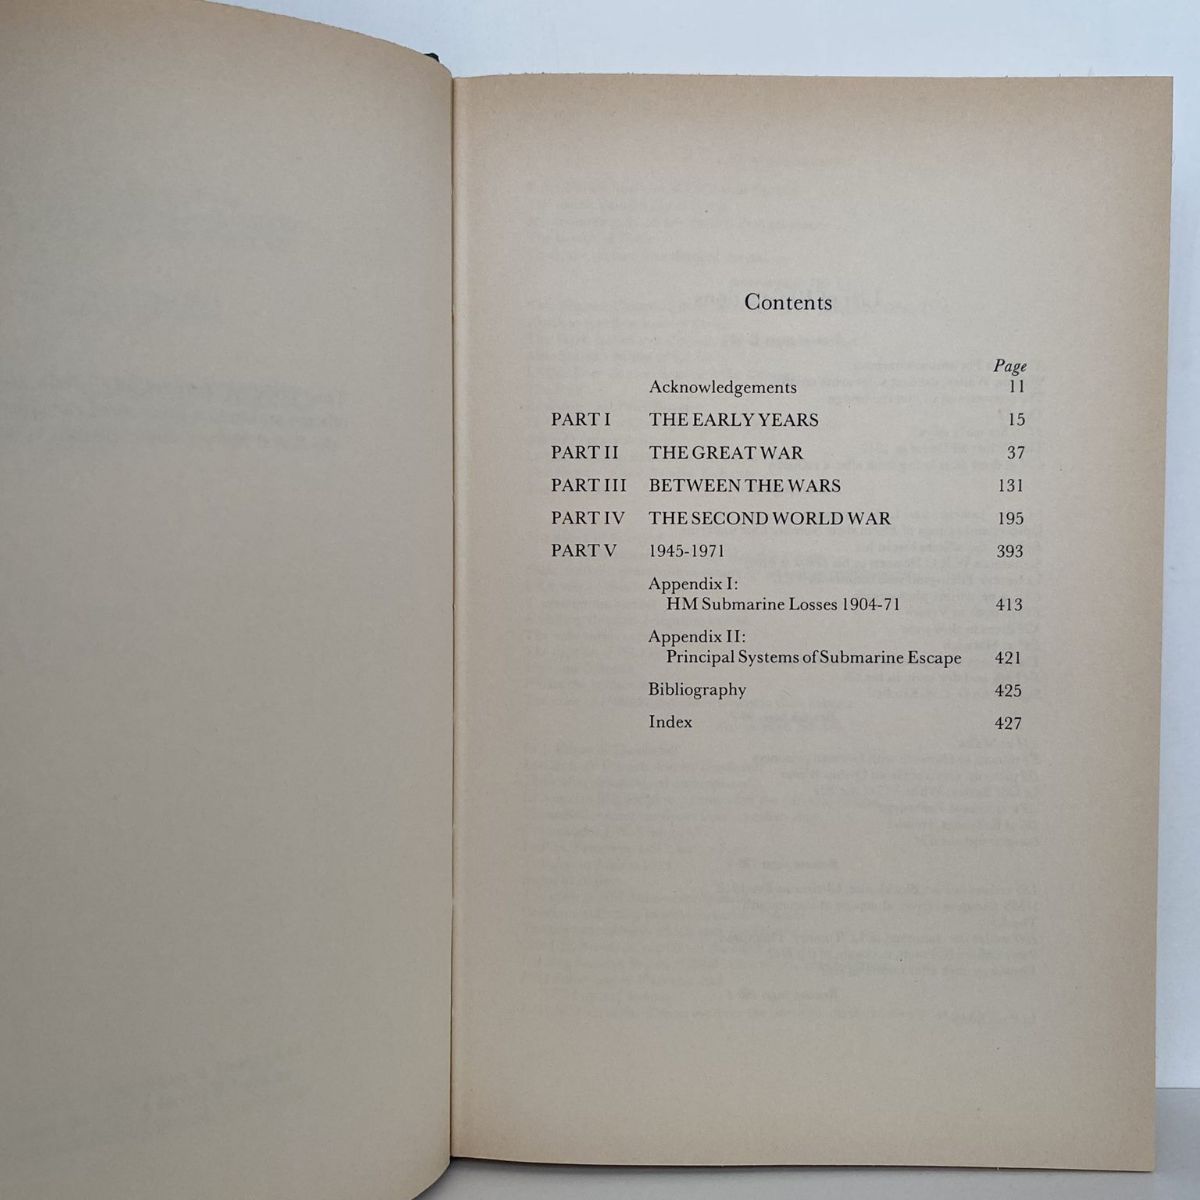 Contents
Page
Acknowledgements 11
PART I THE EARLY YEARS 15
PART II THE GREAT WAR 37
PART III BETWEEN THE WARS 131
PART IV THE SECOND WORLD WAR 195
PART V 1945-1971 393
Appendix I:
HM Submarine Losses 1904-71 413
Appendix II:
Principal Systems of Submarine Escape 421
Bibliography 425
Index 427